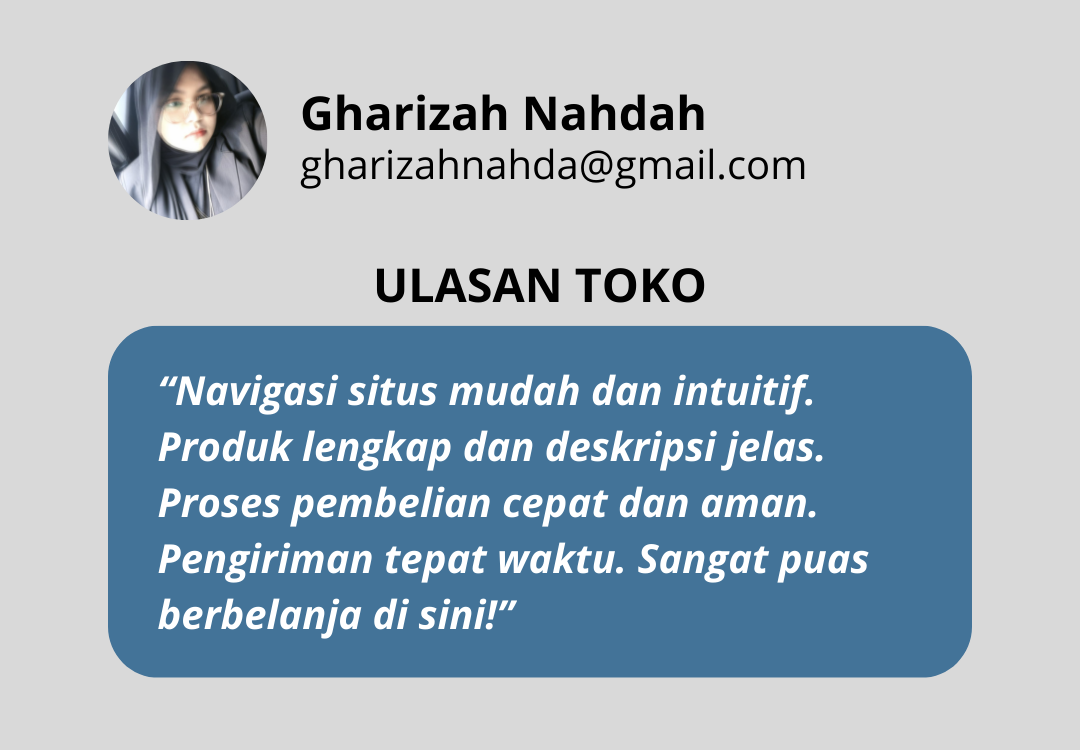 Gharizah Nahdah
gharizahnahda@gmail.com
ULASAN TOKO
“Navigasi situs mudah dan intuitif.
Produk lengkap dan deskripsi jelas.
Proses pembelian cepat dan aman.
Pengiriman tepat waktu. Sangat puas
berbelanja di sini!”